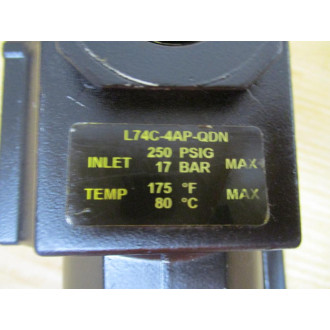 L74C-4AP-QDN
INLET 250 PSIG MAX
17 BAR
TEMP 175 °F MAX
80 °C